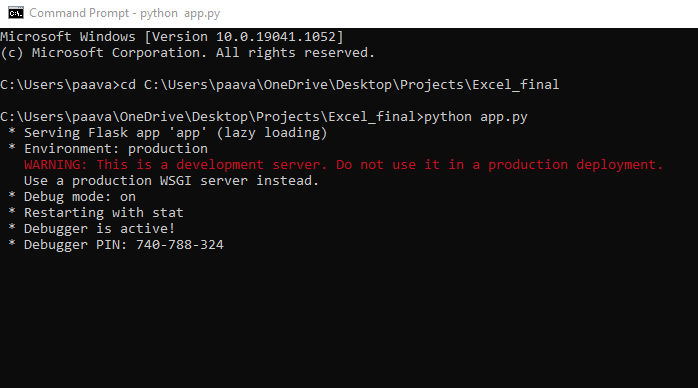 Command Prompt - python  app.py
Microsoft Windows [Version 10.0.19041.1052]
(c) Microsoft Corporation. All rights reserved.
C:\Users\paava>cd C:\Users\paava\OneDrive\Desktop\Projects\Excel_final
C:\Users\paava\OneDrive\Desktop\Projects\Excel_final>python app.py
* Serving Flask app 'app' (lazy loading)
* Environment: production
WARNING: This is a development server. Do not use it in a production deployment.
Use a production WSGI server instead.
* Debug mode: on
* Restarting with stat
* Debugger is active!
* Debugger PIN: 740-788-324